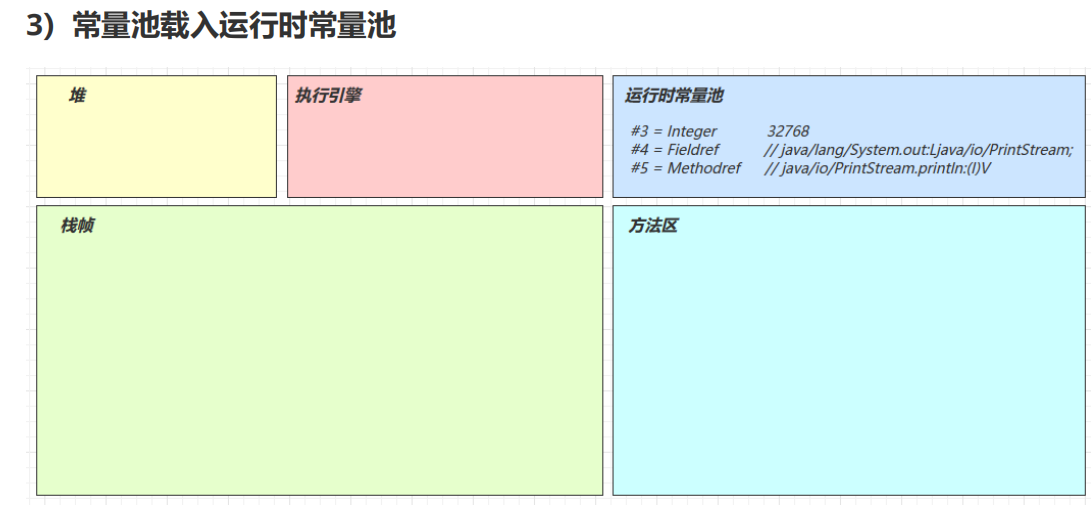 3）常量池载入运行时常量池
堆
执行引擎
运行时常量池
#3 = Integer 32768
#4 = Fieldref // java/lang/System.out:Ljava/io/PrintStream;
#5 = Methodref // java/io/PrintStream.println:(I)V
栈帧
方法区